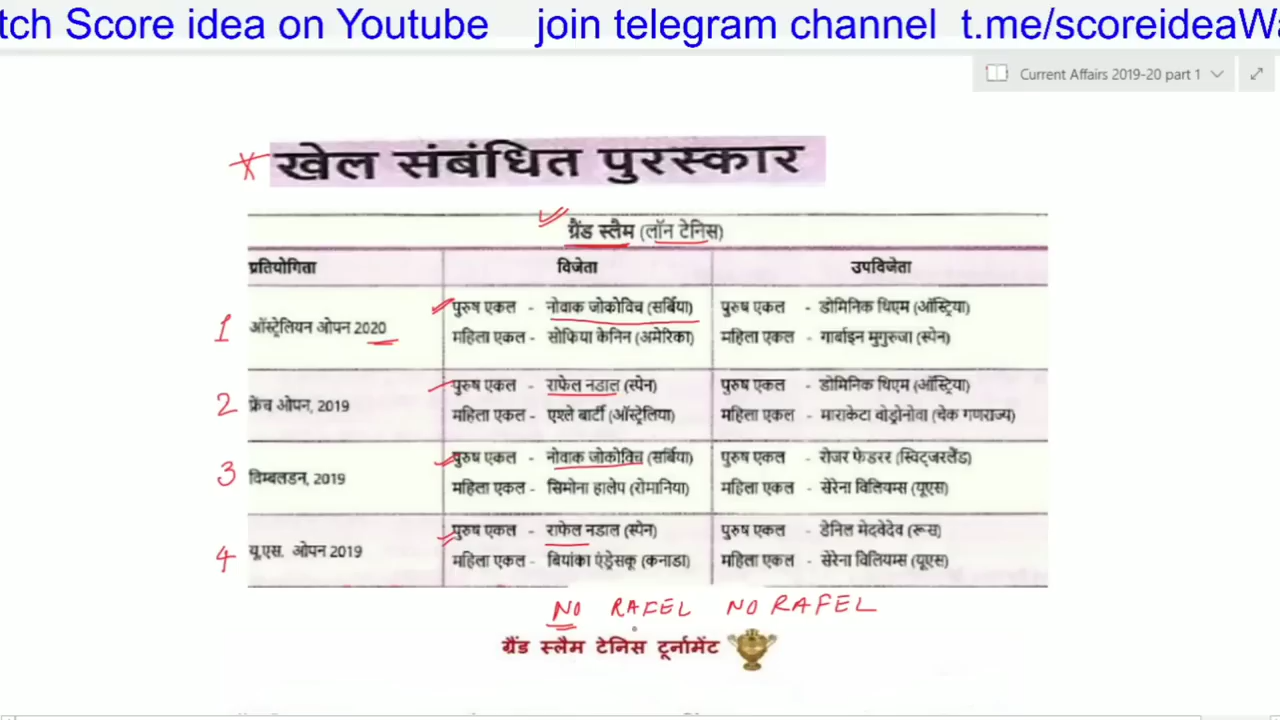 tch Score idea on Youtube join telegram channel t.me/scoreideaWa
Current Affairs 2019-20 part 1
* खेल संबंधित पुरस्कार
ग्रैंड स्लैम (लॉन टेनिस)
प्रतियोगिता विजेता उपविजेता
1 ऑस्ट्रेलियन ओपन 2020
पुरुष एकल - नोवाक जोकोविच (सर्बिया) पुरुष एकल - डोमिनिक थिएम (ऑस्ट्रिया)
महिला एकल - सोफिया केनिन (अमेरिका) महिला एकल - गार्बाइन मुगुरुजा (स्पेन)
2 फ्रेंच ओपन, 2019
पुरुष एकल - राफेल नडाल (स्पेन) पुरुष एकल - डोमिनिक थिएम (ऑस्ट्रिया)
महिला एकल - एश्ले बार्टी (ऑस्ट्रेलिया) महिला एकल - माराकेटा वोड्रोनोवा (चेक गणराज्य)
3 विम्बलडन, 2019
पुरुष एकल - नोवाक जोकोविच (सर्बिया) पुरुष एकल - रोजर फेडरर (स्विट्जरलैंड)
महिला एकल - सिमोना हालेप (रोमानिया) महिला एकल - सेरेना विलियम्स (यूएस)
4 यू.एस. ओपन 2019
पुरुष एकल - राफेल नडाल (स्पेन) पुरुष एकल - डेनिल मेदवेदेव (रूस)
महिला एकल - बियांका एंड्रेसकू (कनाडा) महिला एकल - सेरेना विलियम्स (यूएस)
NO RAFEL NO RAFEL
ग्रैंड स्लैम टेनिस टूर्नामेंट